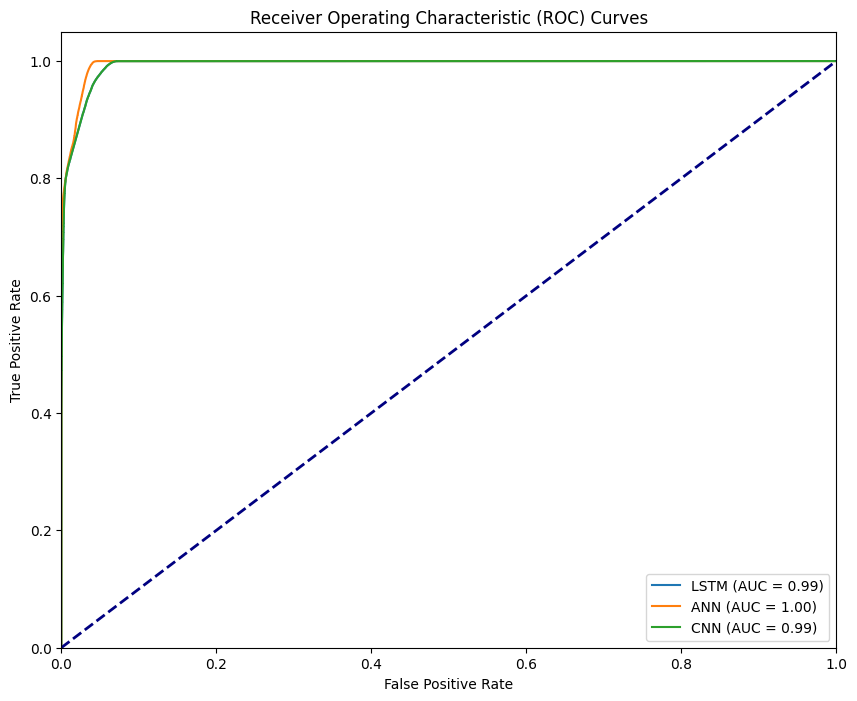 Receiver Operating Characteristic (ROC) Curves
1.0
0.8
0.6
0.4
0.2
0.0
True Positive Rate
LSTM (AUC = 0.99)
ANN (AUC = 1.00)
CNN (AUC = 0.99)
0.0 0.2 0.4 0.6 0.8 1.0
False Positive Rate